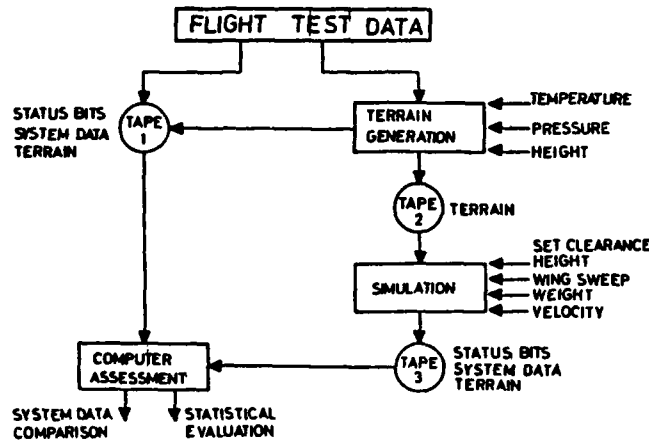 FLIGHT TEST DATA
STATUS BITS
SYSTEM DATA
TERRAIN
TAPE
1
TERRAIN
GENERATION
TEMPERATURE
PRESSURE
HEIGHT
TAPE
2
TERRAIN
SIMULATION
SET CLEARANCE
HEIGHT
WING SWEEP
WEIGHT
VELOCITY
COMPUTER
ASSESSMENT
TAPE
3
STATUS BITS
SYSTEM DATA
TERRAIN
SYSTEM DATA
COMPARISON
STATISTICAL
EVALUATION